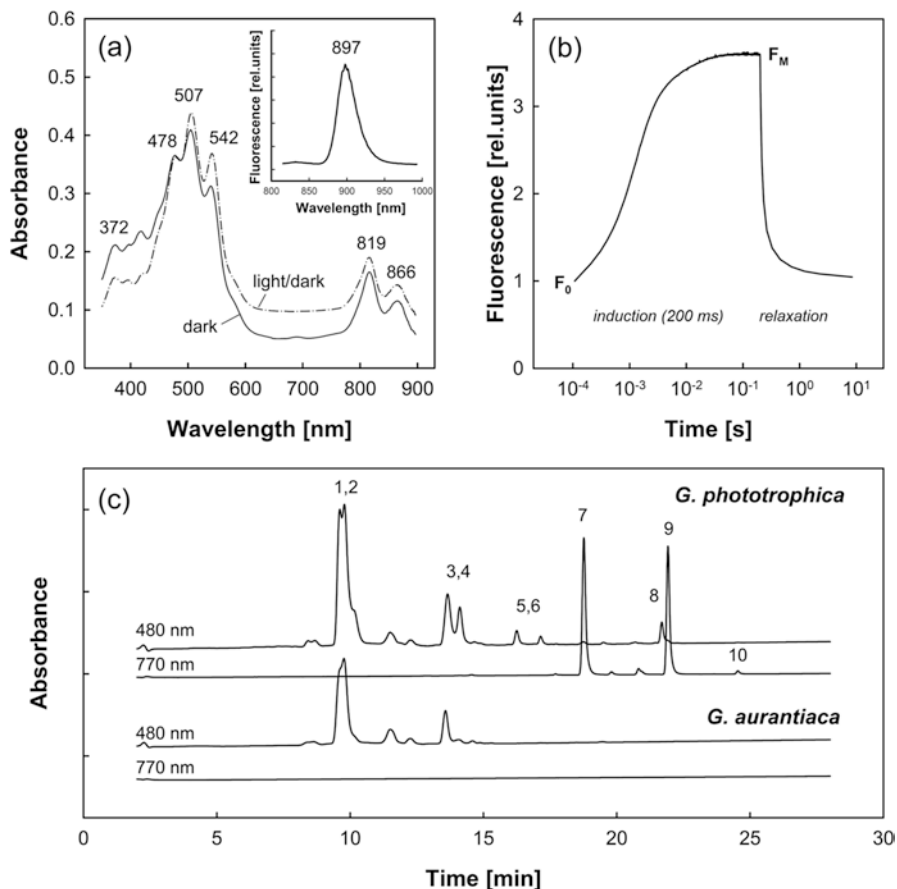 (a)
0.6
0.5
0.4
0.3
0.2
0.1
0.0
Absorbance
372
478
507
542
819
866
light/dark
dark
400 500 600 700 800 900
Wavelength [nm]
897
Fluorescence [rel.units]
800 850 900 950 1000
Wavelength [nm]
(b)
4
3
2
1
0
Fluorescence [rel.units]
F₀
F_M
induction (200 ms) relaxation
10⁻⁴ 10⁻³ 10⁻² 10⁻¹ 10⁰ 10¹
Time [s]
(c)
Absorbance
G. phototrophica
1,2
3,4
5,6
7
8
9
10
480 nm
770 nm
G. aurantiaca
480 nm
770 nm
0 5 10 15 20 25 30
Time [min]